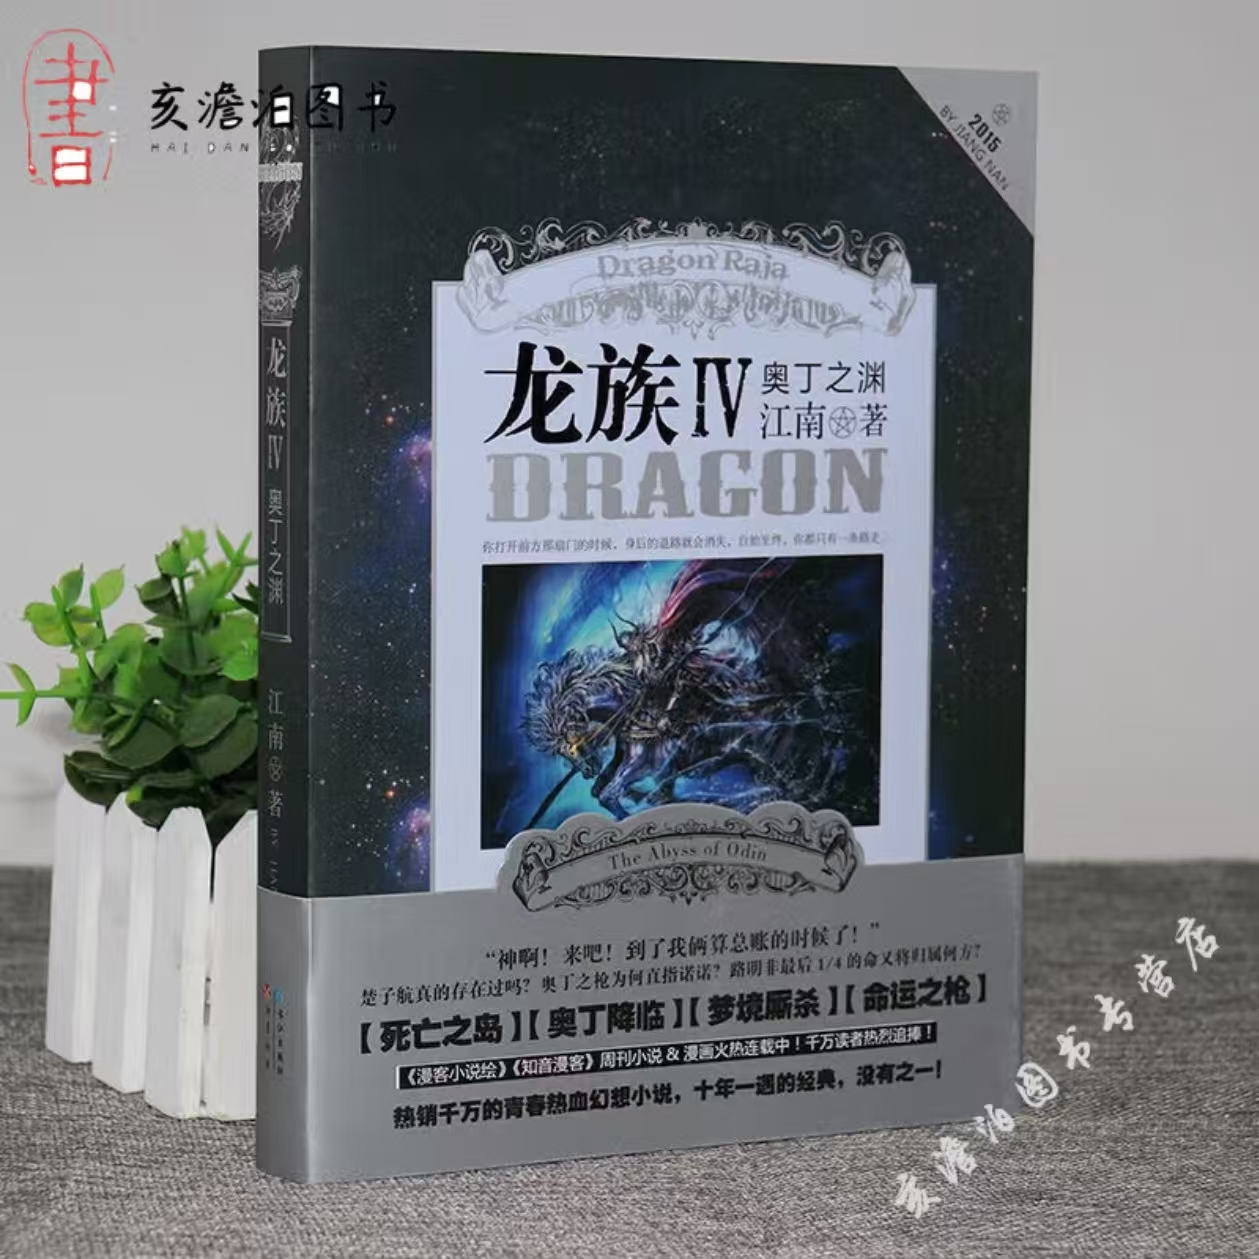 書
亥澹泊图书
2015
BY JIANG NAN
Dragon Raja
龙族Ⅳ
奥丁之渊
江南 著
DRAGON
你打开前方那扇门的时候,身后的道路就会消失,自始至终,你都只有一条路走。
The Abyss of Odin
“神啊!来吧!到了我俩算总账的时候了!”
楚子航真的存在过吗?奥丁之枪为何直指诺诺?路明非最后1/4的命又将归属何方?
【死亡之岛】【奥丁降临】【梦境厮杀】【命运之枪】
《漫客小说绘》《知音漫客》周刊小说&漫画火热连载中!千万读者热烈追捧!
热销千万的青春热血幻想小说,十年一遇的经典,没有之一!
DRAGON
龙族Ⅳ
奥丁之渊
江南 著
长江出版社
亥澹泊图书专营店